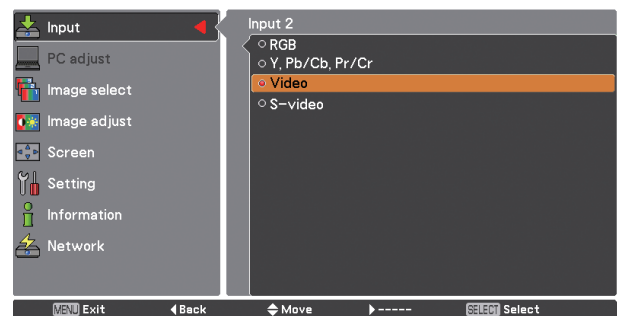 Input
PC adjust
Image select
Image adjust
Screen
Setting
Information
Network
Input 2
RGB
Y, Pb/Cb, Pr/Cr
Video
S-video
MENU Exit Back Move ----- SELECT Select